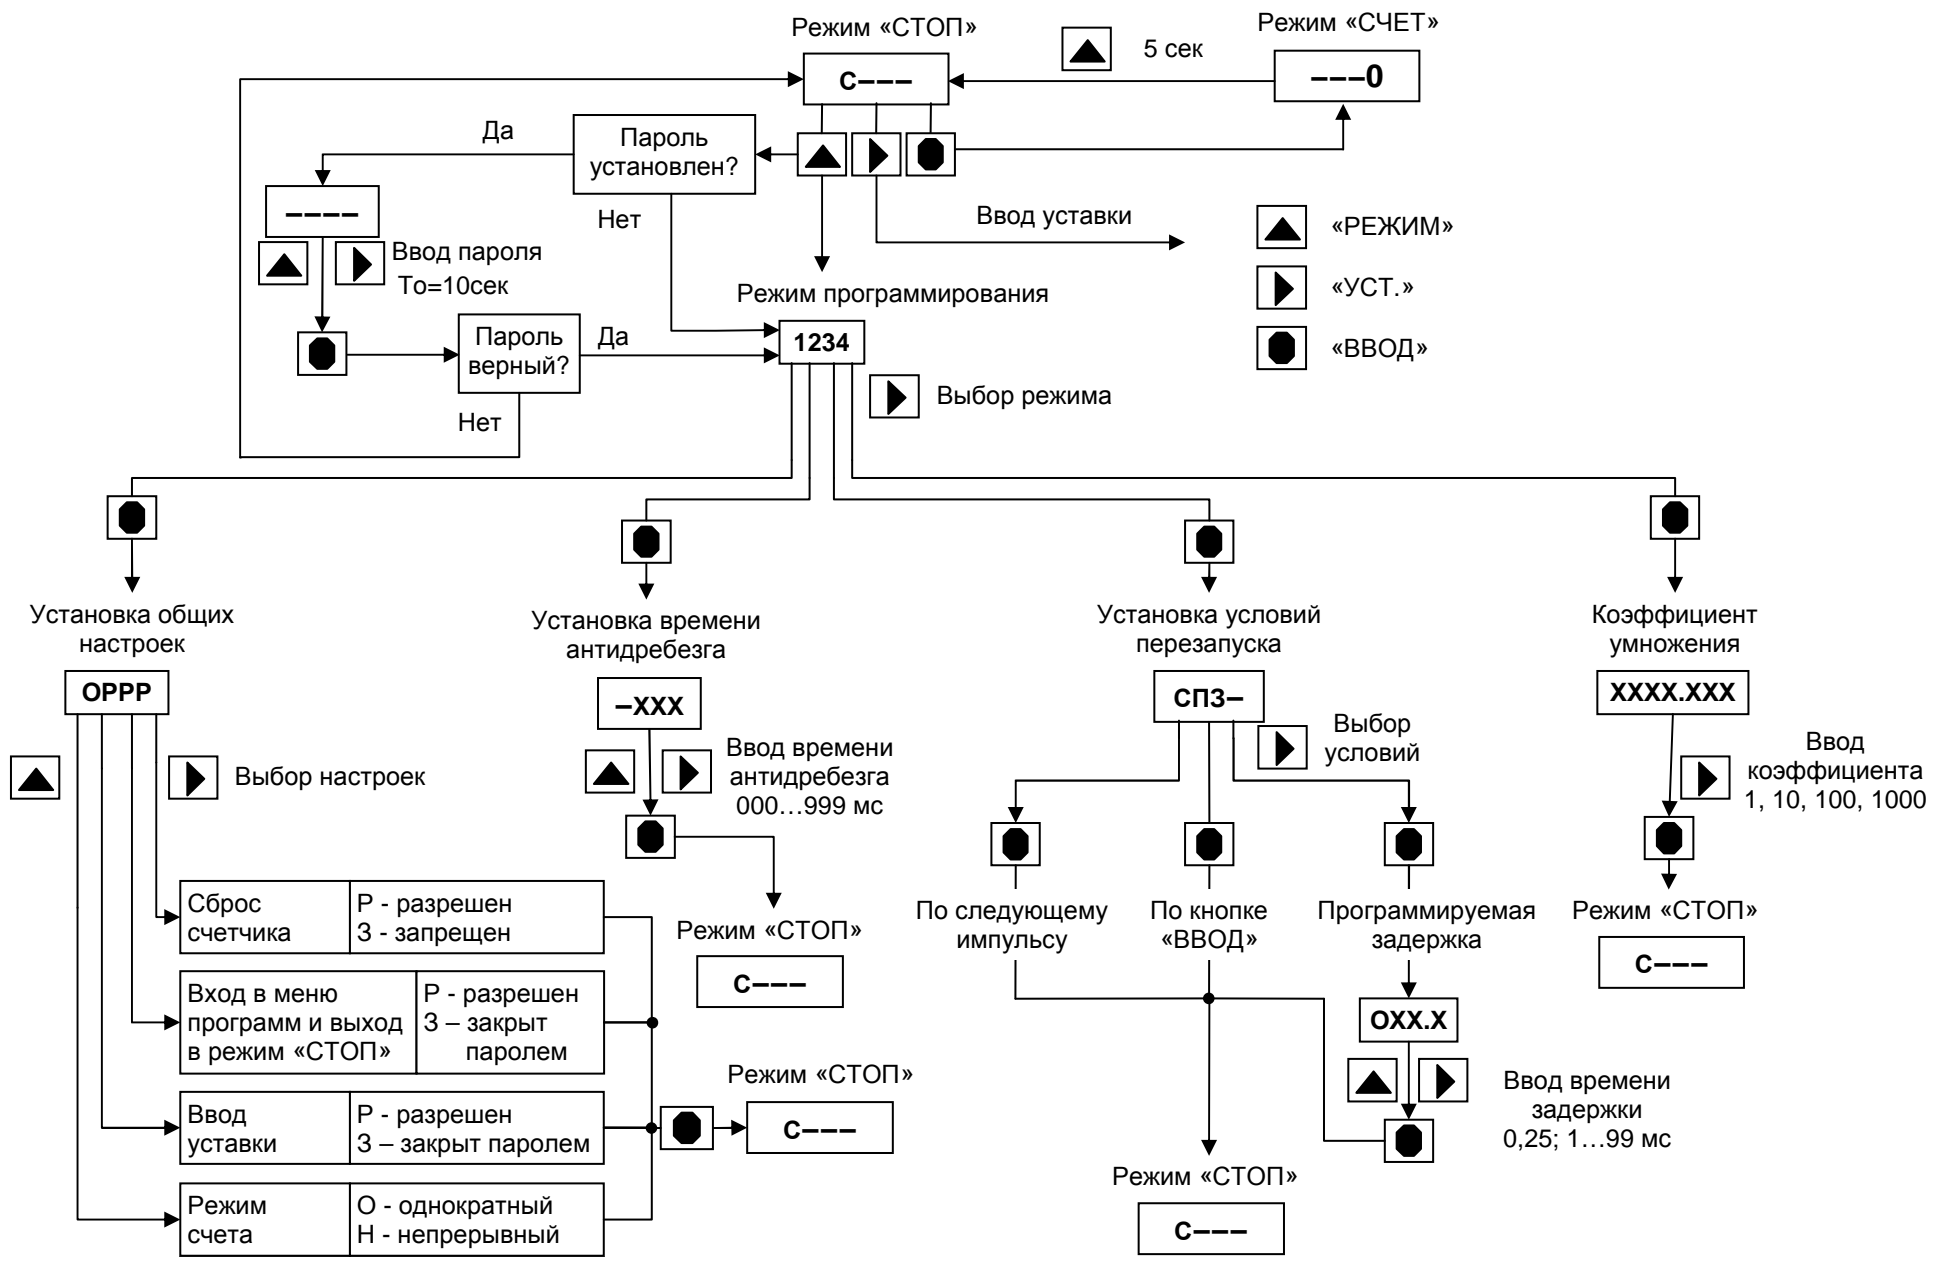 Режим «СТОП»
Режим «СЧЕТ»
5 сек
С–––
–––0
Да
Пароль
установлен?
––––
Нет
Ввод уставки
«РЕЖИМ»
Ввод пароля
То=10сек
«УСТ.»
Режим программирования
Пароль
верный?
Да
1234
«ВВОД»
Выбор режима
Нет
Установка общих
настроек
Установка времени
антидребезга
Установка условий
перезапуска
Коэффициент
умножения
ОРРР
–ХХХ
СПЗ–
ХХХХ.ХХХ
Выбор настроек
Ввод времени
антидребезга
000…999 мс
Выбор
условий
Ввод
коэффициента
1, 10, 100, 1000
Сброс
счетчика
Р - разрешен
З - запрещен
Режим «СТОП»
С–––
По следующему
импульсу
По кнопке
«ВВОД»
Программируемая
задержка
Режим «СТОП»
С–––
Вход в меню
программ и выход
в режим «СТОП»
Р - разрешен
З – закрыт
паролем
ОХХ.Х
Ввод времени
задержки
0,25; 1…99 мс
Ввод
уставки
Р - разрешен
З – закрыт паролем
Режим «СТОП»
С–––
Режим
счета
О - однократный
Н - непрерывный
Режим «СТОП»
С–––